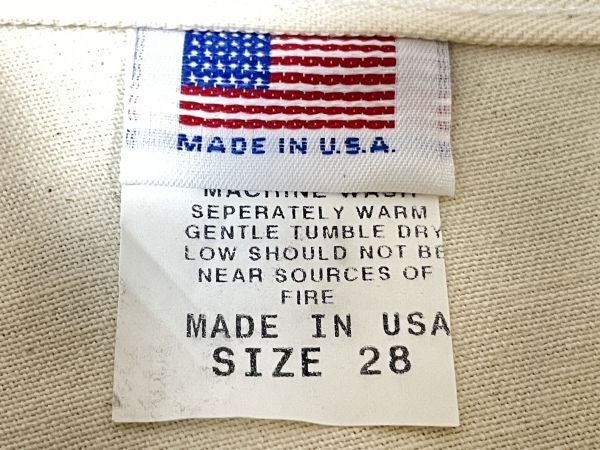 MADE IN U.S.A.
MACHINE WASH
SEPERATELY WARM
GENTLE TUMBLE DRY
LOW SHOULD NOT BE
NEAR SOURCES OF
FIRE
MADE IN USA
SIZE 28